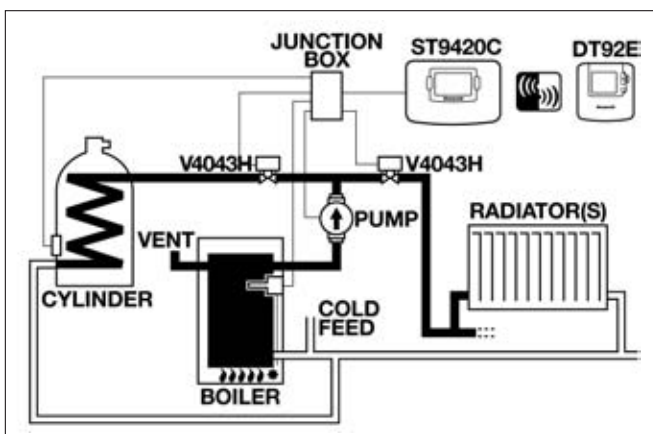 JUNCTION
BOX
ST9420C
DT92E
V4043H
V4043H
PUMP
RADIATOR(S)
VENT
CYLINDER
COLD
FEED
BOILER